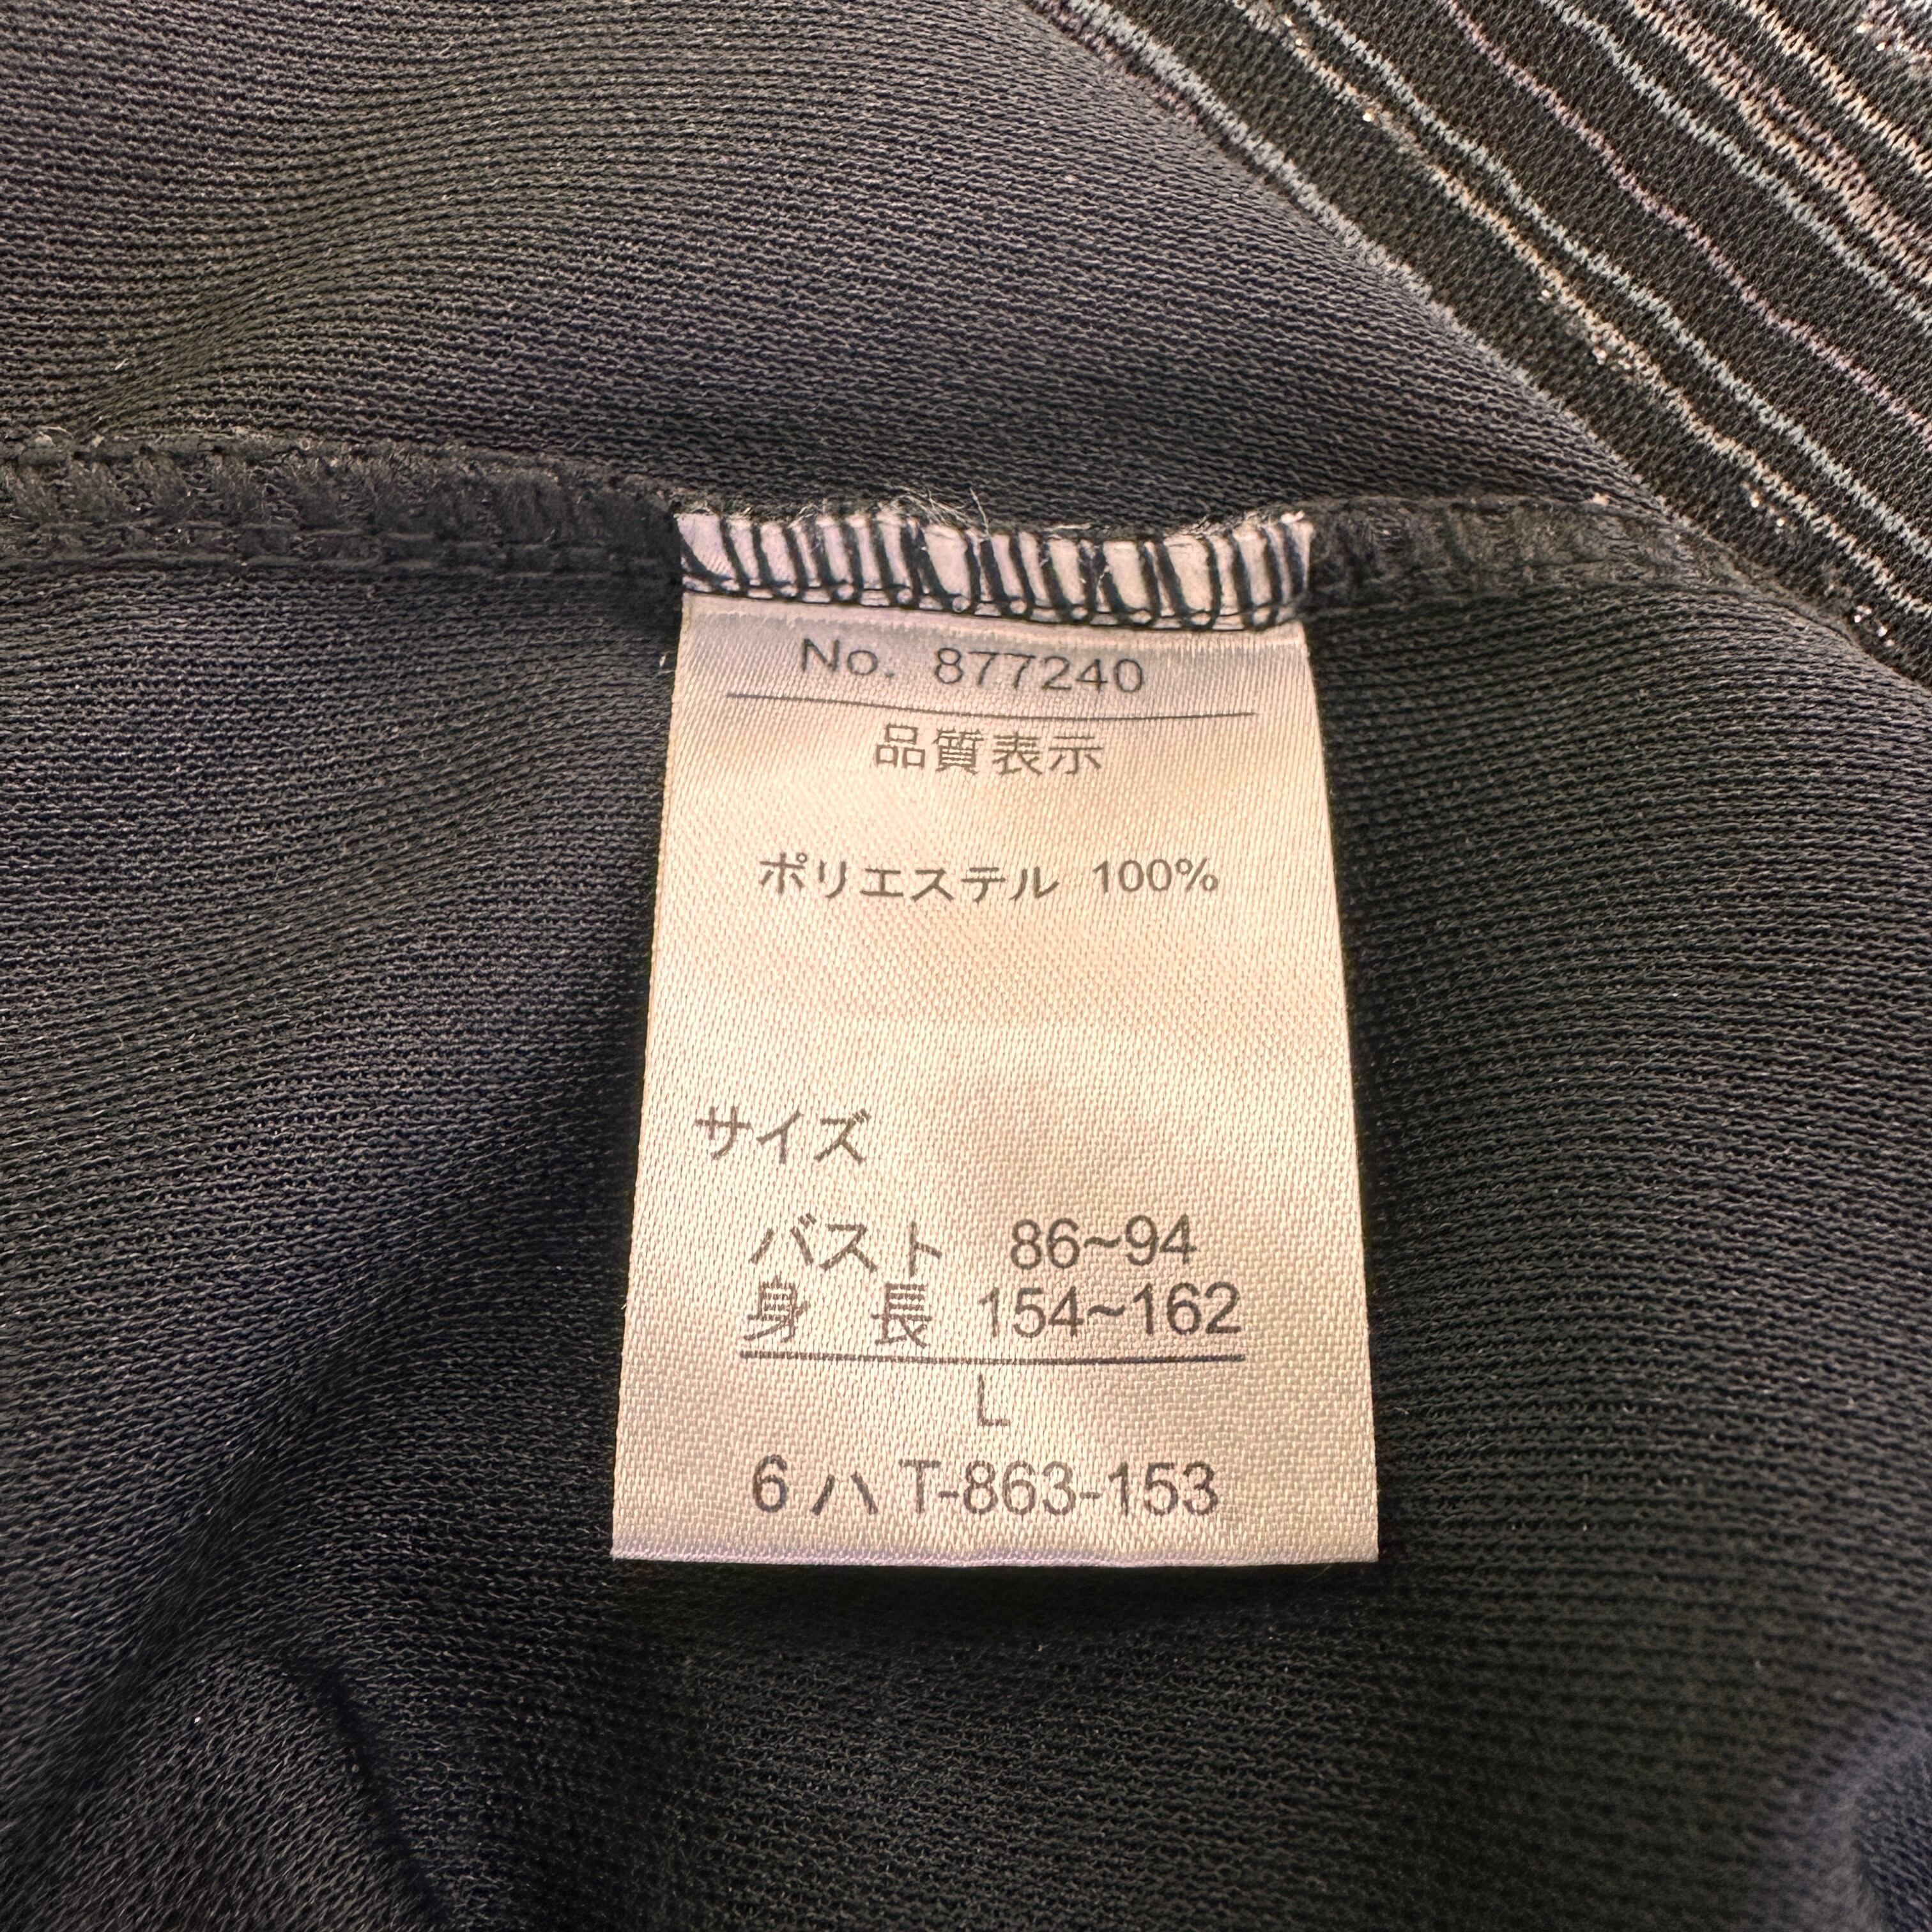 No. 877240
品質表示
ポリエステル 100%
サイズ
バスト 86~94
身 長 154~162
L
6ハ T-863-153